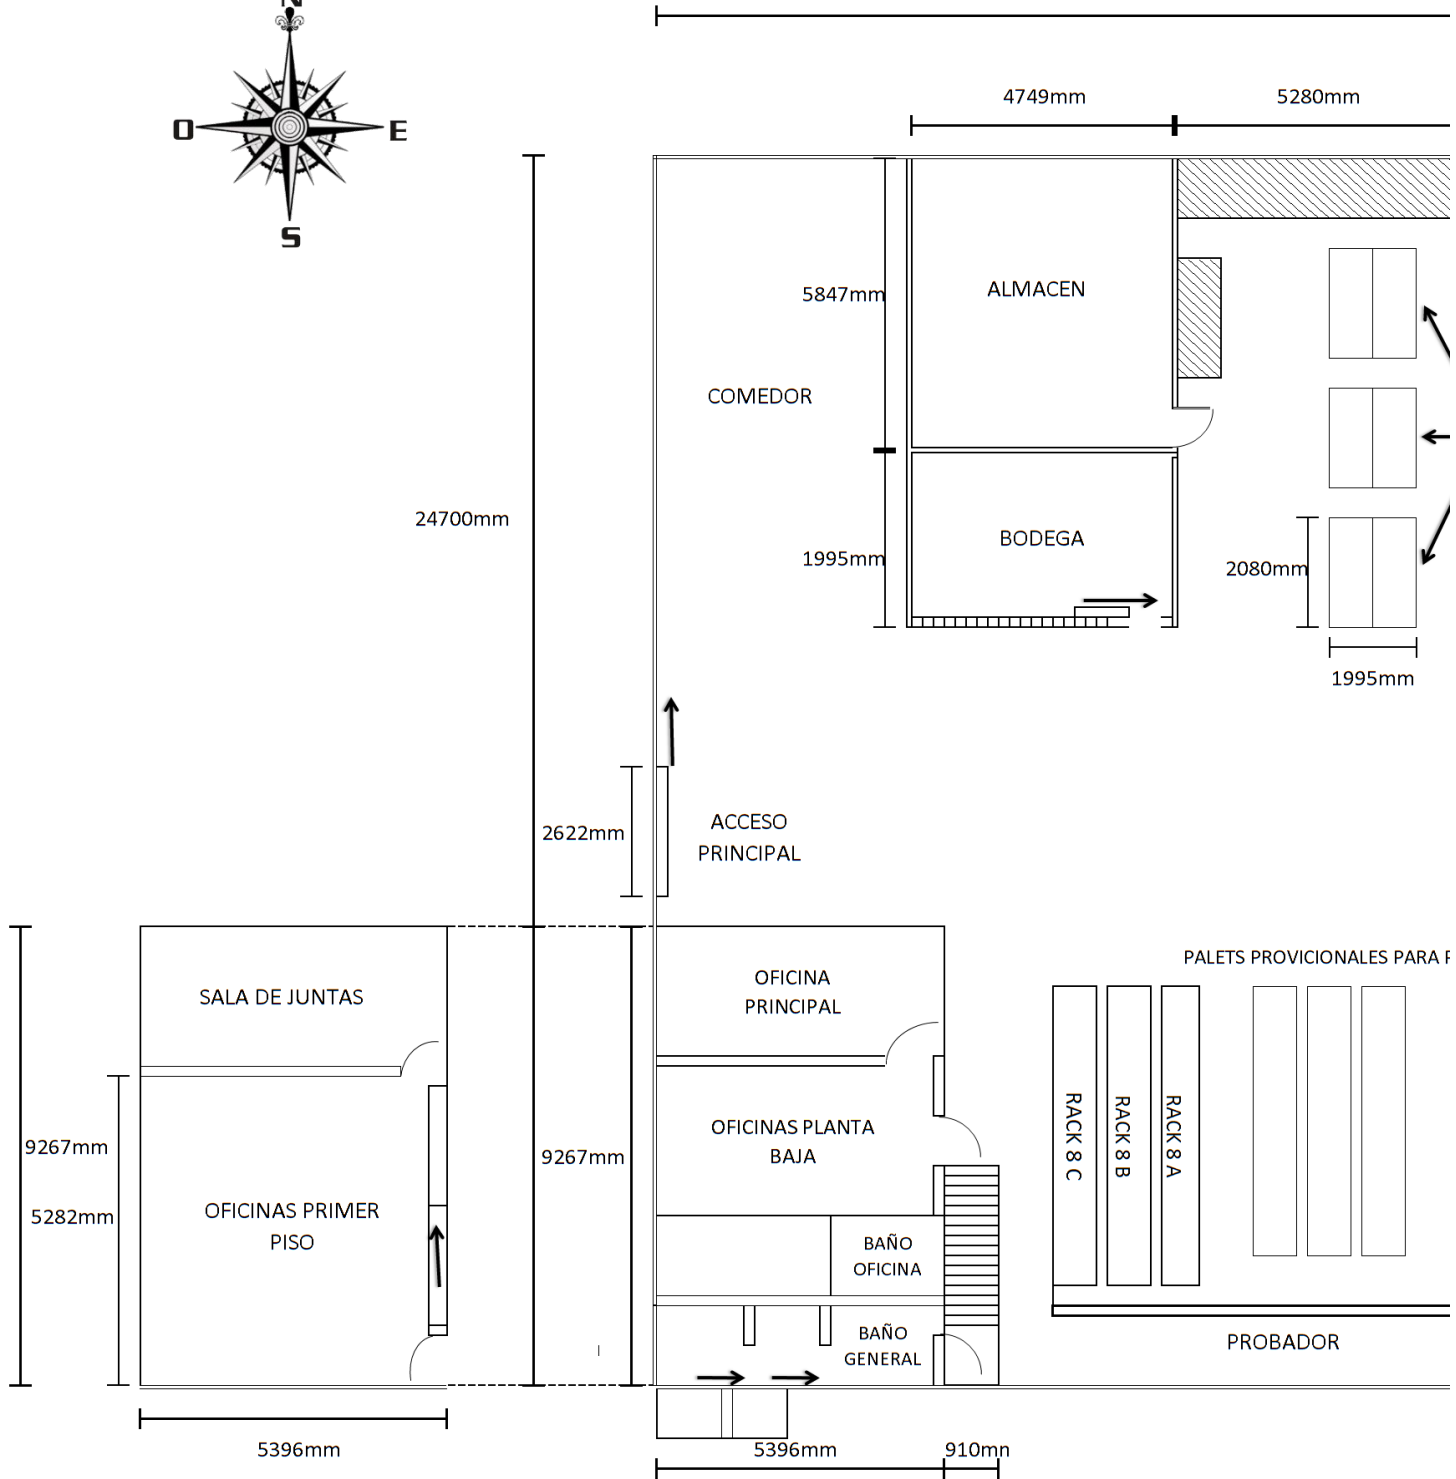 N
O
E
S
4749mm
5280mm
5847mm
ALMACEN
COMEDOR
24700mm
BODEGA
1995mm
2080mm
1995mm
2622mm
ACCESO
PRINCIPAL
PALETS PROVICIONALES PARA
SALA DE JUNTAS
OFICINA
PRINCIPAL
RACK 8 C
RACK 8 B
RACK 8 A
9267mm
9267mm
OFICINAS PLANTA
BAJA
5282mm
OFICINAS PRIMER
PISO
BAÑO
OFICINA
BAÑO
GENERAL
PROBADOR
5396mm
5396mm
910mn